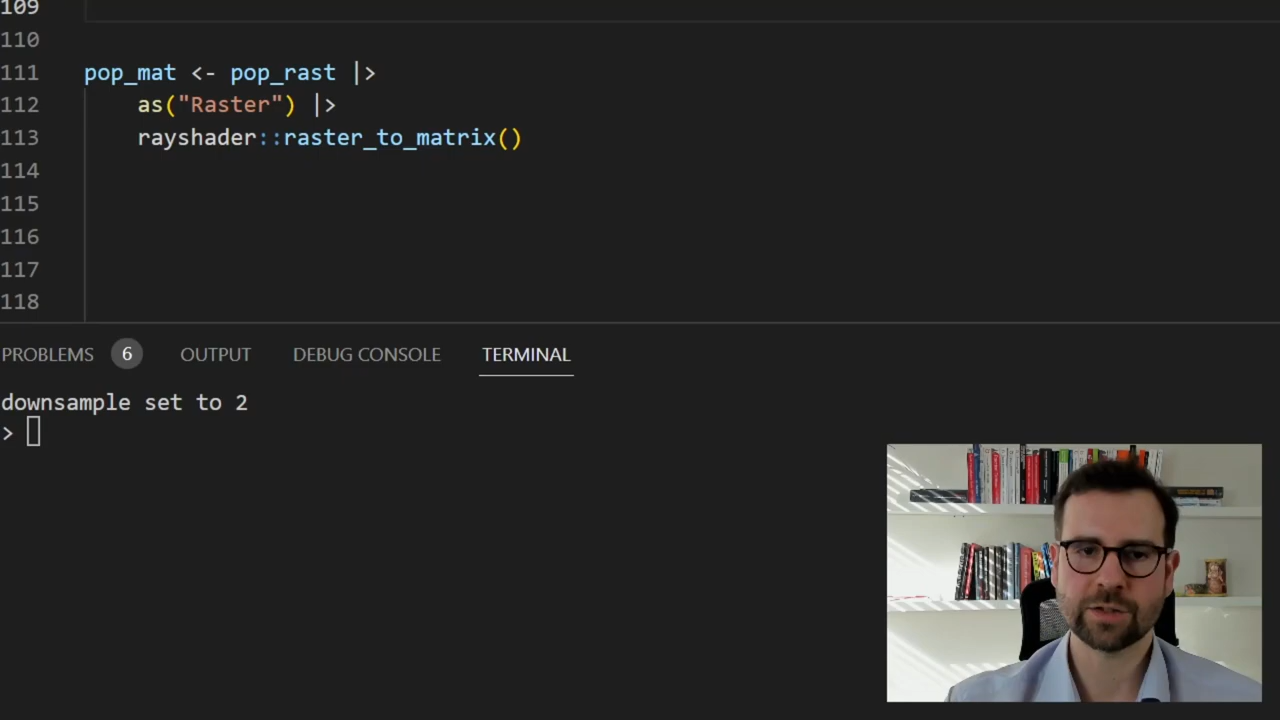 109
110
111 pop_mat <- pop_rast |>
112 as("Raster") |>
113 rayshader::raster_to_matrix()
114
115
116
117
118
PROBLEMS 6 OUTPUT DEBUG CONSOLE TERMINAL
downsample set to 2
>